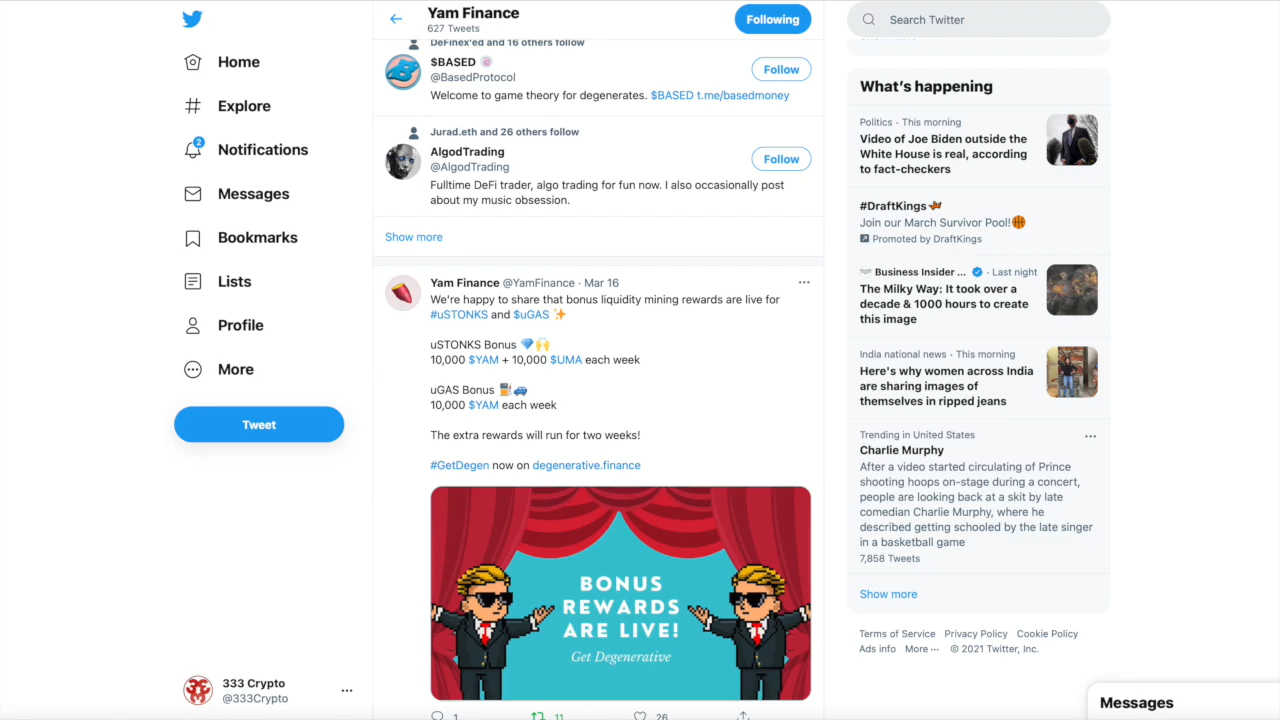 Home
Explore
2
Notifications
Messages
Bookmarks
Lists
Profile
More
Tweet
333 Crypto
@333Crypto
Yam Finance
627 Tweets
Following
DeFinex'ed and 16 others follow
$BASED
@BasedProtocol
Follow
Welcome to game theory for degenerates. $BASED t.me/basedmoney
Jurad.eth and 26 others follow
AlgodTrading
@AlgodTrading
Follow
Fulltime DeFi trader, algo trading for fun now. I also occasionally post
about my music obsession.
Show more
Yam Finance @YamFinance · Mar 16
We're happy to share that bonus liquidity mining rewards are live for
#uSTONKS and $uGAS ✨
uSTONKS Bonus 💎🙌
10,000 $YAM + 10,000 $UMA each week
uGAS Bonus ⛽🚙
10,000 $YAM each week
The extra rewards will run for two weeks!
#GetDegen now on degenerative.finance
BONUS
REWARDS
ARE LIVE!
Get Degenerative
1 11 26
Search Twitter
Show more
What's happening
Politics · This morning
Video of Joe Biden outside the
White House is real, according
to fact-checkers
#DraftKings
Join our March Survivor Pool!🏀
Promoted by DraftKings
Business Insider ... · Last night
The Milky Way: It took over a
decade & 1000 hours to create
this image
India national news · This morning
Here's why women across India
are sharing images of
themselves in ripped jeans
Trending in United States
Charlie Murphy
After a video started circulating of Prince
shooting hoops on-stage during a concert,
people are looking back at a skit by late
comedian Charlie Murphy, where he
described getting schooled by the late singer
in a basketball game
7,858 Tweets
Show more
Terms of Service Privacy Policy Cookie Policy
Ads info More ··· © 2021 Twitter, Inc.
Messages